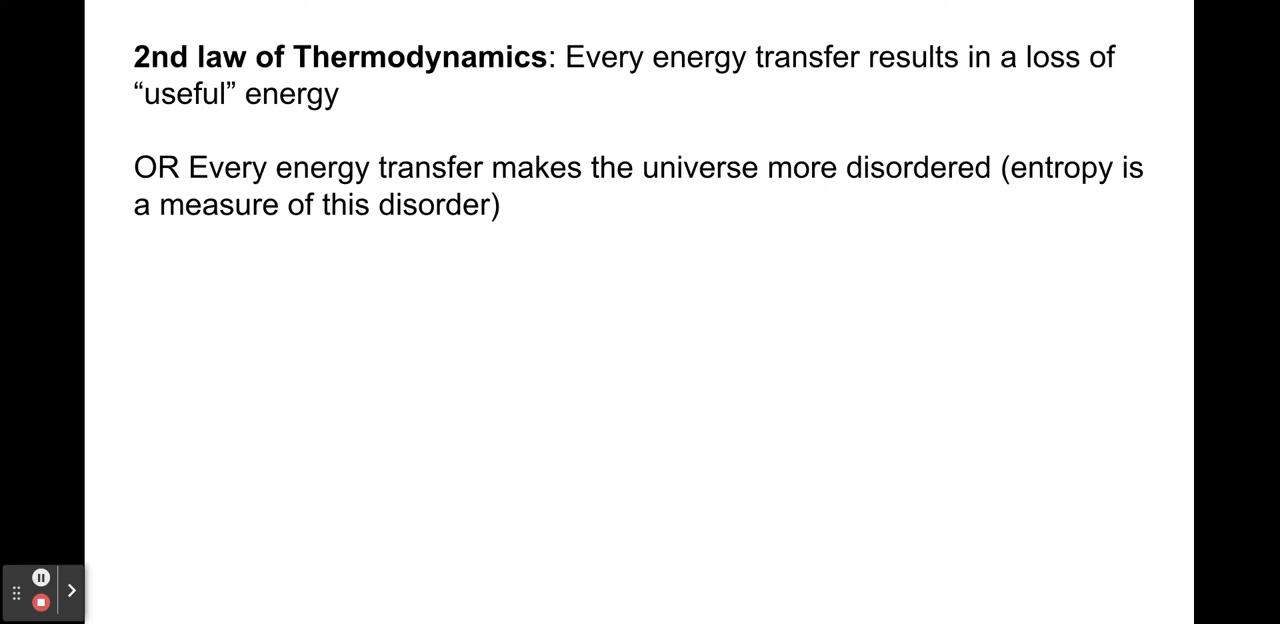 2nd law of Thermodynamics: Every energy transfer results in a loss of
“useful” energy
OR Every energy transfer makes the universe more disordered (entropy is
a measure of this disorder)